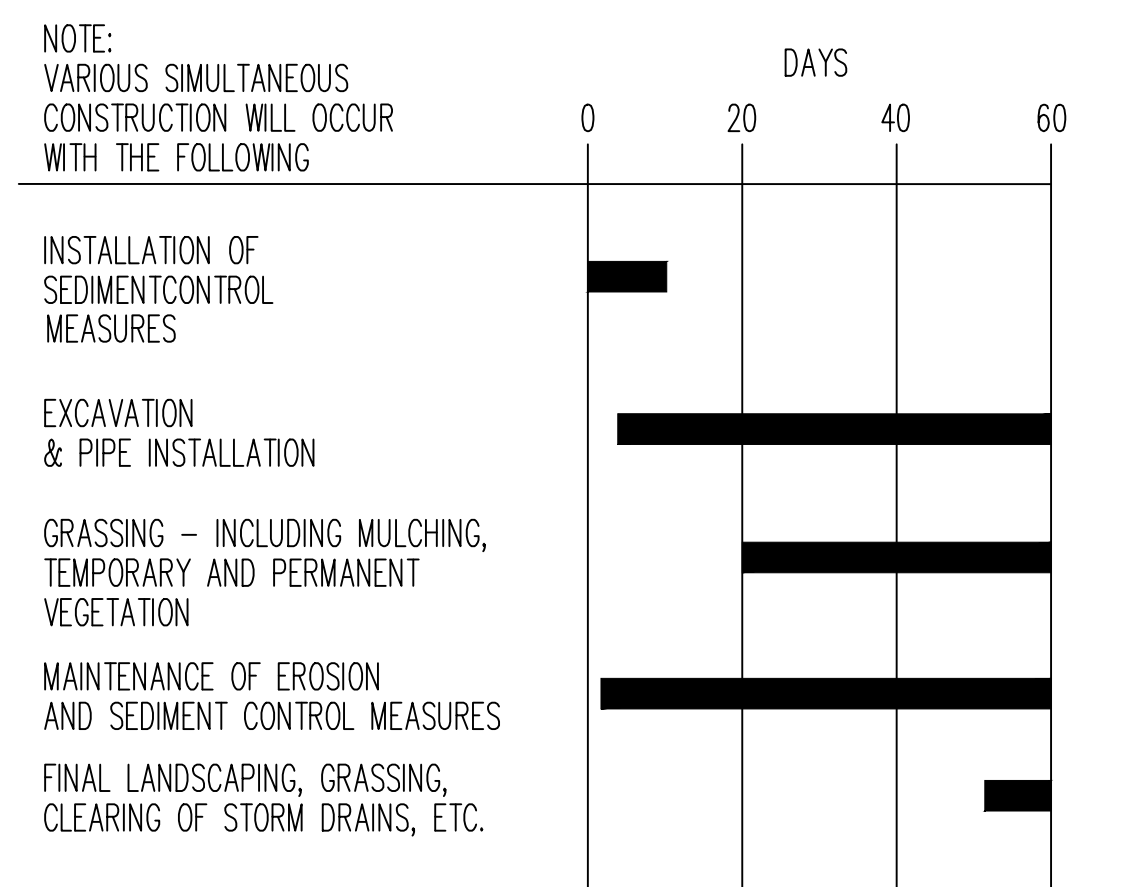 NOTE:
VARIOUS SIMULTANEOUS
CONSTRUCTION WILL OCCUR
WITH THE FOLLOWING
DAYS
0 20 40 60
INSTALLATION OF
SEDIMENTCONTROL
MEASURES
EXCAVATION
& PIPE INSTALLATION
GRASSING – INCLUDING MULCHING,
TEMPORARY AND PERMANENT
VEGETATION
MAINTENANCE OF EROSION
AND SEDIMENT CONTROL MEASURES
FINAL LANDSCAPING, GRASSING,
CLEARING OF STORM DRAINS, ETC.